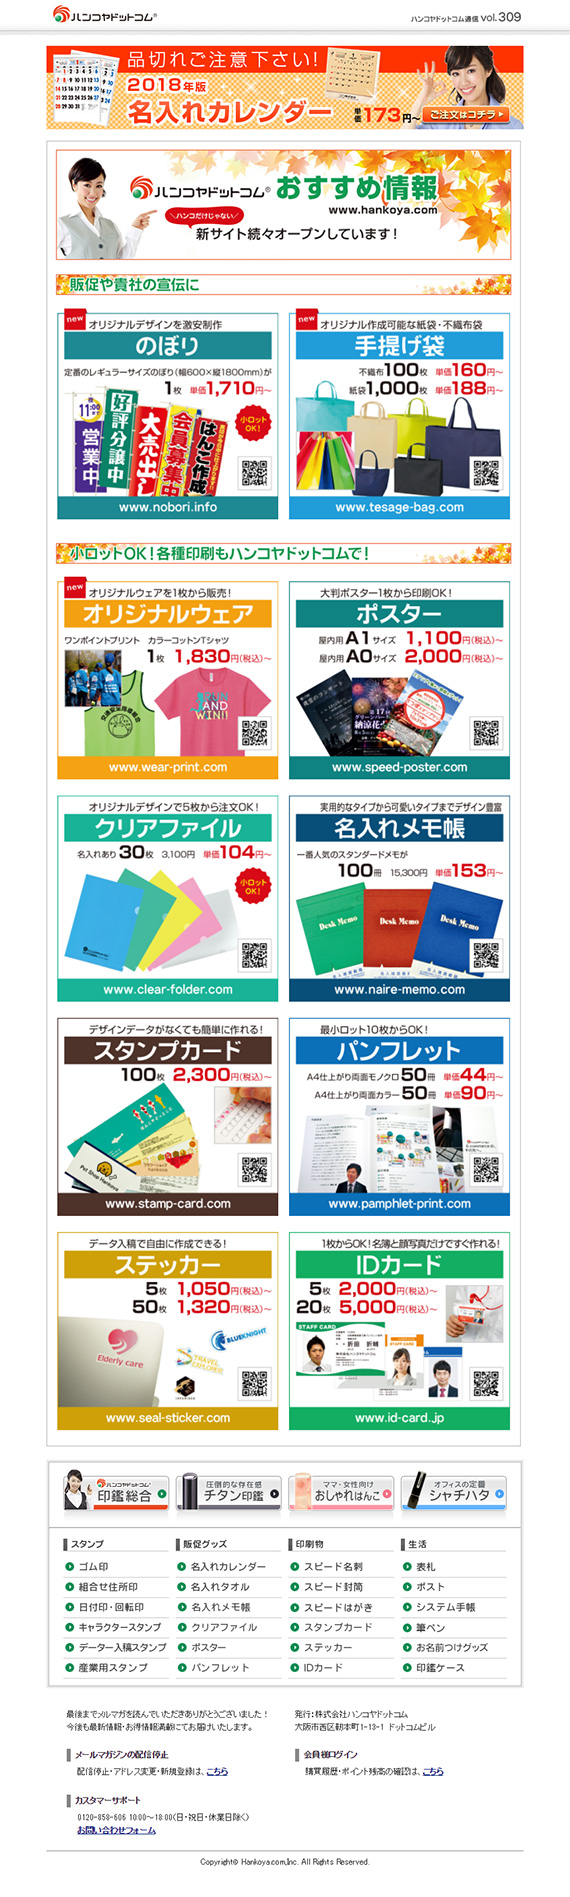 ハンコヤドットコム®
ハンコヤドットコム通信 vol.309
品切れご注意下さい!
2018年版
名入れカレンダー
単価173円〜
ご注文はコチラ
ハンコヤドットコム® おすすめ情報
www.hankoya.com
ハンコだけじゃない
新サイト続々オープンしています!
販促や貴社の宣伝に
new
オリジナルデザインを激安制作
のぼり
定番のレギュラーサイズのぼり(幅600×縦1800mm)が
1枚 単価1,710円〜
小ロットOK!
11:00
営業中
好評分譲中
大売出し
会員募集中
はんこ作成
www.nobori.info
new
オリジナル作成可能な紙袋・不織布袋
手提げ袋
不織布100枚 単価160円〜
紙袋1,000枚 単価188円〜
www.tesage-bag.com
小ロットOK!各種印刷もハンコヤドットコムで!
new
オリジナルウェアを1枚から販売!
オリジナルウェア
ワンポイントプリント カラーコットンTシャツ
1枚 1,830円(税込)〜
AND
WIN!!
www.wear-print.com
大判ポスター1枚から印刷OK!
ポスター
屋内用A1サイズ 1,100円(税込)〜
屋内用A0サイズ 2,000円(税込)〜
www.speed-poster.com
オリジナルデザインで5枚から注文OK!
クリアファイル
名入れあり30枚 3,100円 単価104円〜
小ロットOK!
www.clear-folder.com
実用的なタイプから可愛いタイプまでデザイン豊富
名入れメモ帳
一番人気のスタンダードメモが
100冊 15,300円 単価153円〜
Desk Memo
Desk Memo
Desk Memo
www.naire-memo.com
デザインデータがなくても簡単に作れる!
スタンプカード
100枚 2,300円(税込)〜
Pet Shop Hankoya
www.stamp-card.com
最小ロット10枚からOK!
パンフレット
A4仕上がり両面モノクロ50冊 単価44円〜
A4仕上がり両面カラー50冊 単価90円〜
www.pamphlet-print.com
データ入稿で自由に作成できる!
ステッカー
5枚 1,050円(税込)〜
50枚 1,320円(税込)〜
Elderly care
BLUEKNIGHT
TRAVEL EXPLORER
www.seal-sticker.com
1枚からOK!名簿と顔写真だけですぐ作れる!
IDカード
5枚 2,000円(税込)〜
20枚 5,000円(税込)〜
STAFF CARD
折田 折輔
株式会社ハンコヤドットコム
STAFF CARD
www.id-card.jp
ハンコヤドットコム®
印鑑総合
圧倒的な存在感
チタン印鑑
ママ・女性向け
おしゃれはんこ
オフィスの定番
シャチハタ
スタンプ
ゴム印
組合せ住所印
日付印・回転印
キャラクタースタンプ
データー入稿スタンプ
産業用スタンプ
販促グッズ
名入れカレンダー
名入れタオル
名入れメモ帳
クリアファイル
ポスター
パンフレット
印刷物
スピード名刺
スピード封筒
スピードはがき
スタンプカード
ステッカー
IDカード
生活
表札
ポスト
システム手帳
筆ペン
お名前つけグッズ
印鑑ケース
最後までメルマガを読んでいただきありがとうございました!
今後も最新情報・お得情報満載にてお届けいたします。
発行:株式会社ハンコヤドットコム
大阪市西区靭本町1-13-1 ドットコムビル
メールマガジンの配信停止
配信停止・アドレス変更・新規登録は、こちら
会員様ログイン
購買履歴・ポイント残高の確認は、こちら
カスタマーサポート
0120-858-606 10:00〜18:00(日・祝日・休業日除く)
お問い合わせフォーム
Copyright© Hankoya.com,Inc. All Rights Reserved.